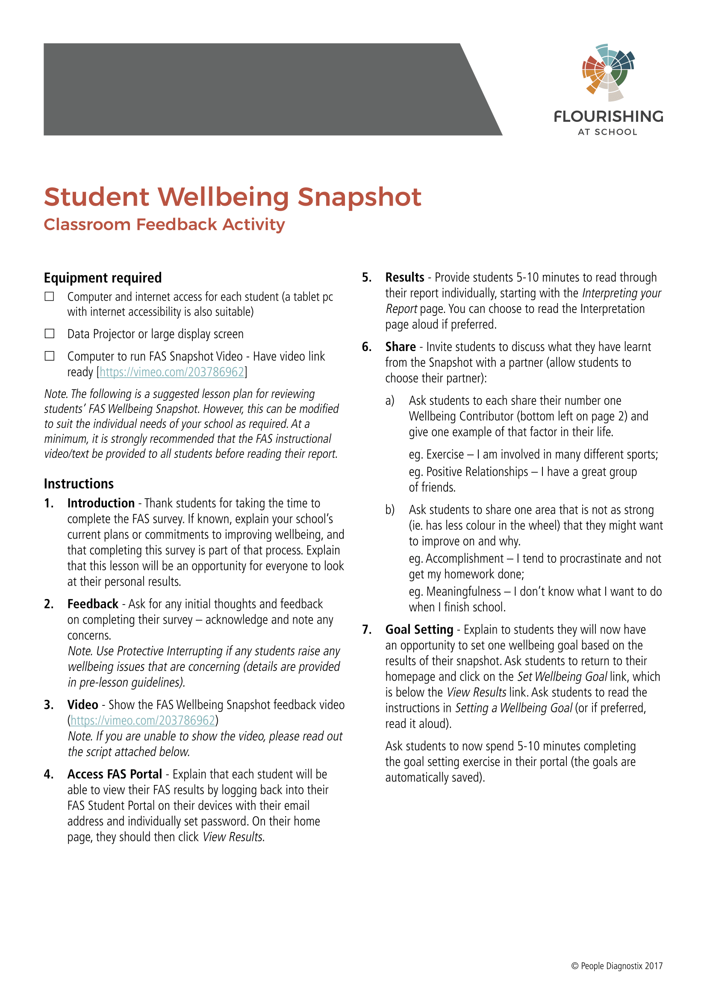 FLOURISHING
AT SCHOOL
Student Wellbeing Snapshot
Classroom Feedback Activity
Equipment required
☐ Computer and internet access for each student (a tablet pc
with internet accessibility is also suitable)
☐ Data Projector or large display screen
☐ Computer to run FAS Snapshot Video - Have video link
ready [https://vimeo.com/203786962]
Note. The following is a suggested lesson plan for reviewing
students’ FAS Wellbeing Snapshot. However, this can be modified
to suit the individual needs of your school as required. At a
minimum, it is strongly recommended that the FAS instructional
video/text be provided to all students before reading their report.
Instructions
1. Introduction - Thank students for taking the time to
complete the FAS survey. If known, explain your school’s
current plans or commitments to improving wellbeing, and
that completing this survey is part of that process. Explain
that this lesson will be an opportunity for everyone to look
at their personal results.
2. Feedback - Ask for any initial thoughts and feedback
on completing their survey – acknowledge and note any
concerns.
Note. Use Protective Interrupting if any students raise any
wellbeing issues that are concerning (details are provided
in pre-lesson guidelines).
3. Video - Show the FAS Wellbeing Snapshot feedback video
(https://vimeo.com/203786962)
Note. If you are unable to show the video, please read out
the script attached below.
4. Access FAS Portal - Explain that each student will be
able to view their FAS results by logging back into their
FAS Student Portal on their devices with their email
address and individually set password. On their home
page, they should then click View Results.
5. Results - Provide students 5-10 minutes to read through
their report individually, starting with the Interpreting your
Report page. You can choose to read the Interpretation
page aloud if preferred.
6. Share - Invite students to discuss what they have learnt
from the Snapshot with a partner (allow students to
choose their partner):
a) Ask students to each share their number one
Wellbeing Contributor (bottom left on page 2) and
give one example of that factor in their life.
eg. Exercise – I am involved in many different sports;
eg. Positive Relationships – I have a great group
of friends.
b) Ask students to share one area that is not as strong
(ie. has less colour in the wheel) that they might want
to improve on and why.
eg. Accomplishment – I tend to procrastinate and not
get my homework done;
eg. Meaningfulness – I don’t know what I want to do
when I finish school.
7. Goal Setting - Explain to students they will now have
an opportunity to set one wellbeing goal based on the
results of their snapshot. Ask students to return to their
homepage and click on the Set Wellbeing Goal link, which
is below the View Results link. Ask students to read the
instructions in Setting a Wellbeing Goal (or if preferred,
read it aloud).
Ask students to now spend 5-10 minutes completing
the goal setting exercise in their portal (the goals are
automatically saved).
© People Diagnostix 2017